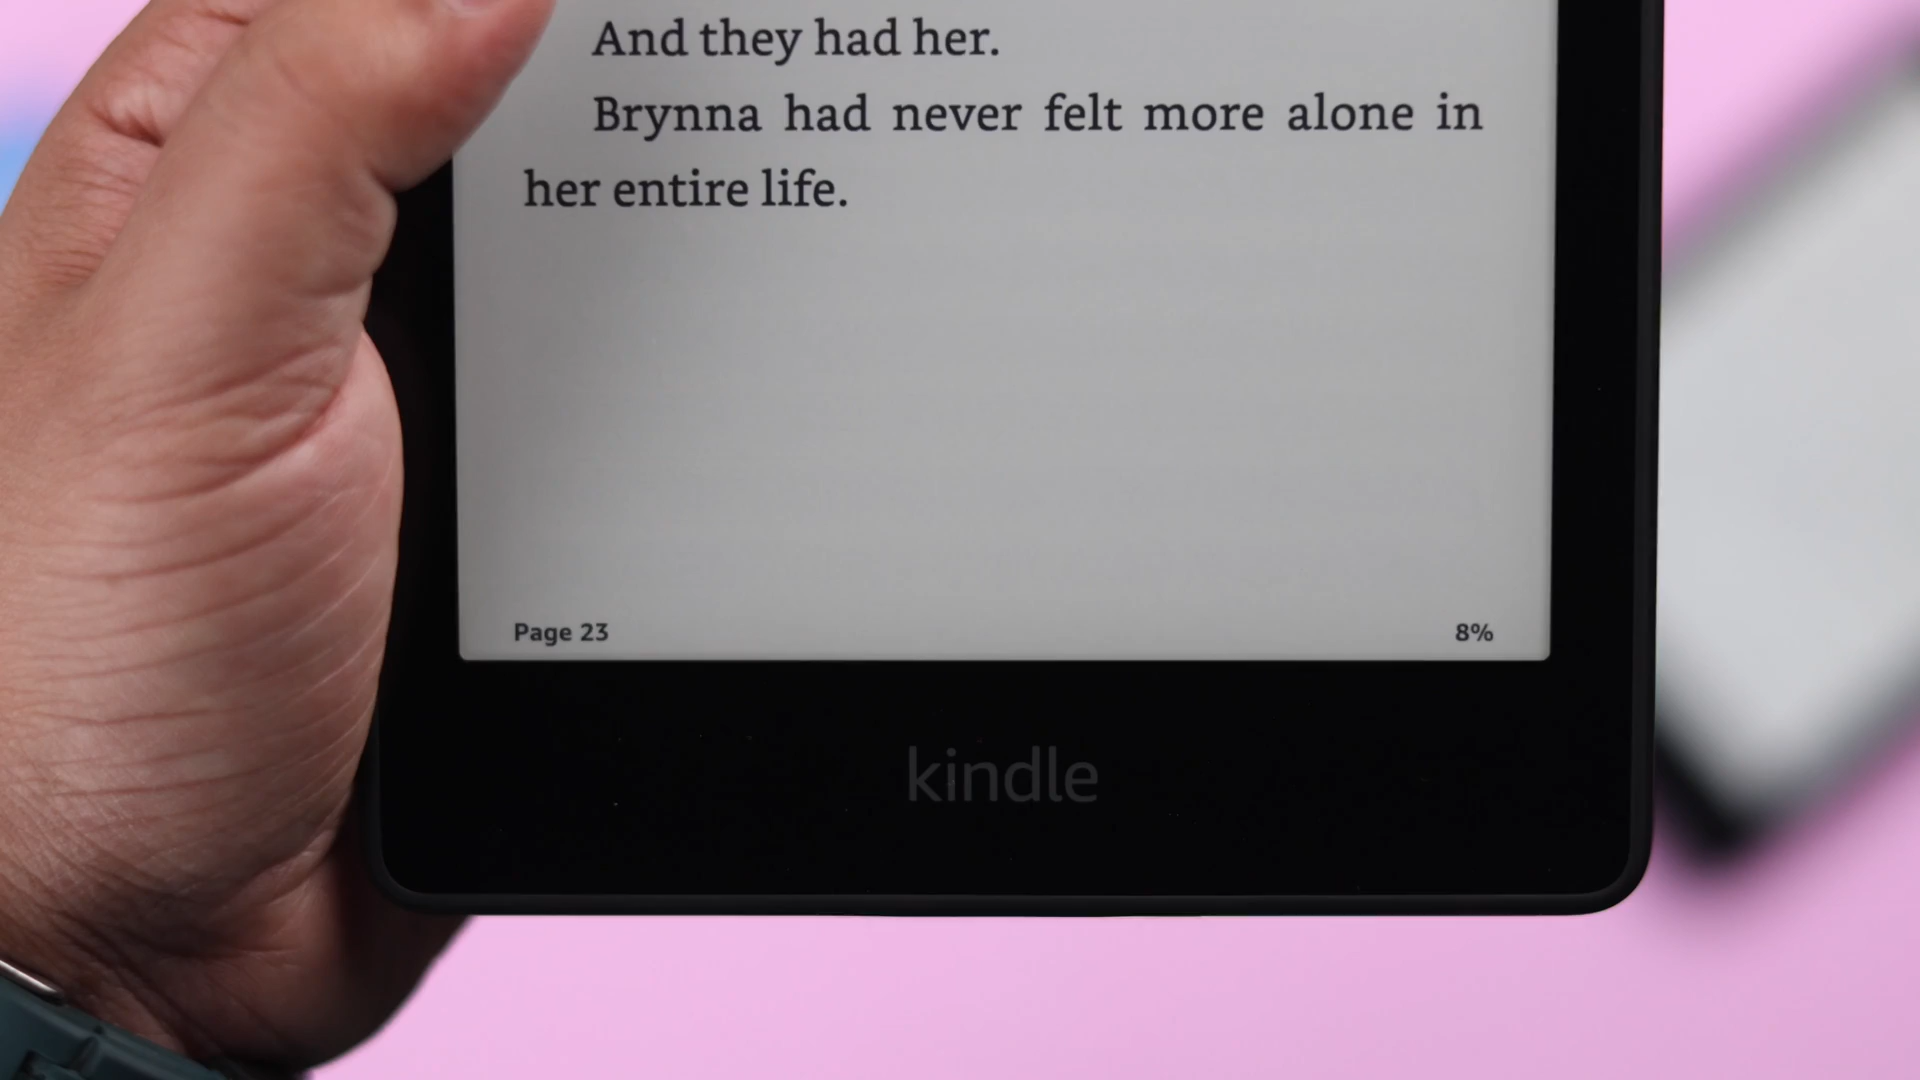 And they had her.
Brynna had never felt more alone in
her entire life.
Page 23
8%
kindle